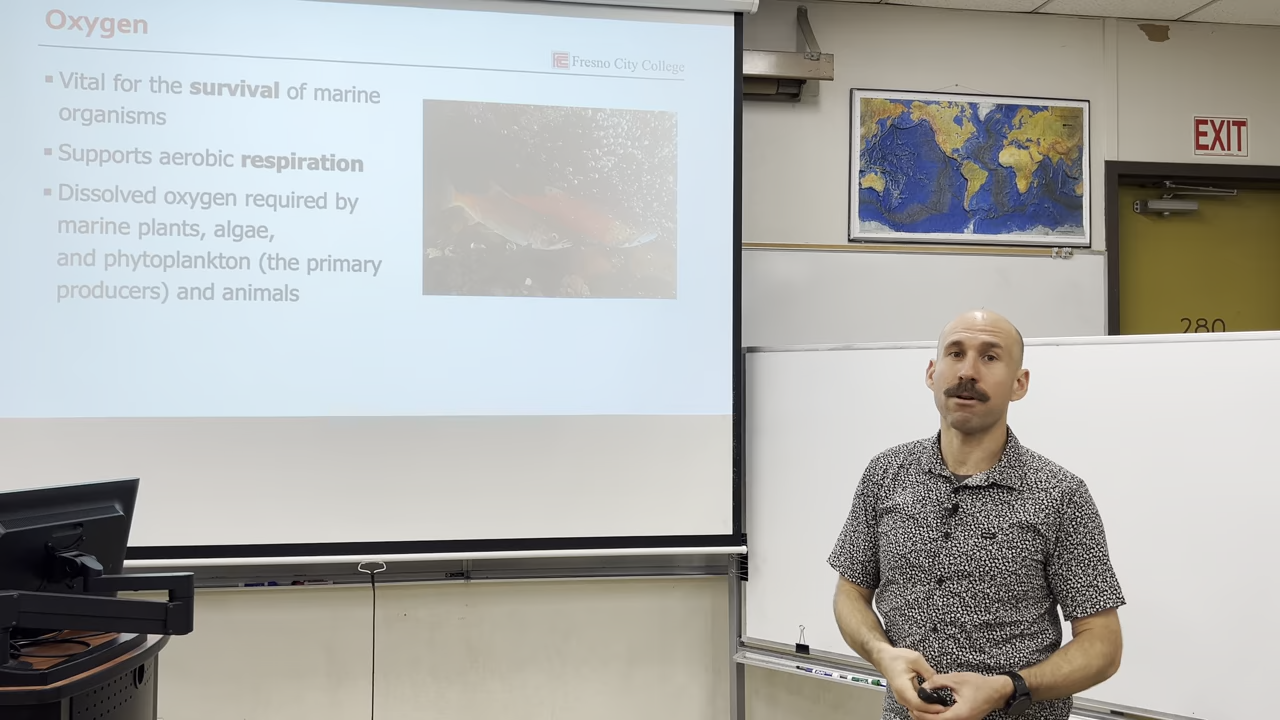 Oxygen
Fresno City College
▪ Vital for the survival of marine
organisms
▪ Supports aerobic respiration
▪ Dissolved oxygen required by
marine plants, algae,
and phytoplankton (the primary
producers) and animals
EXIT
280